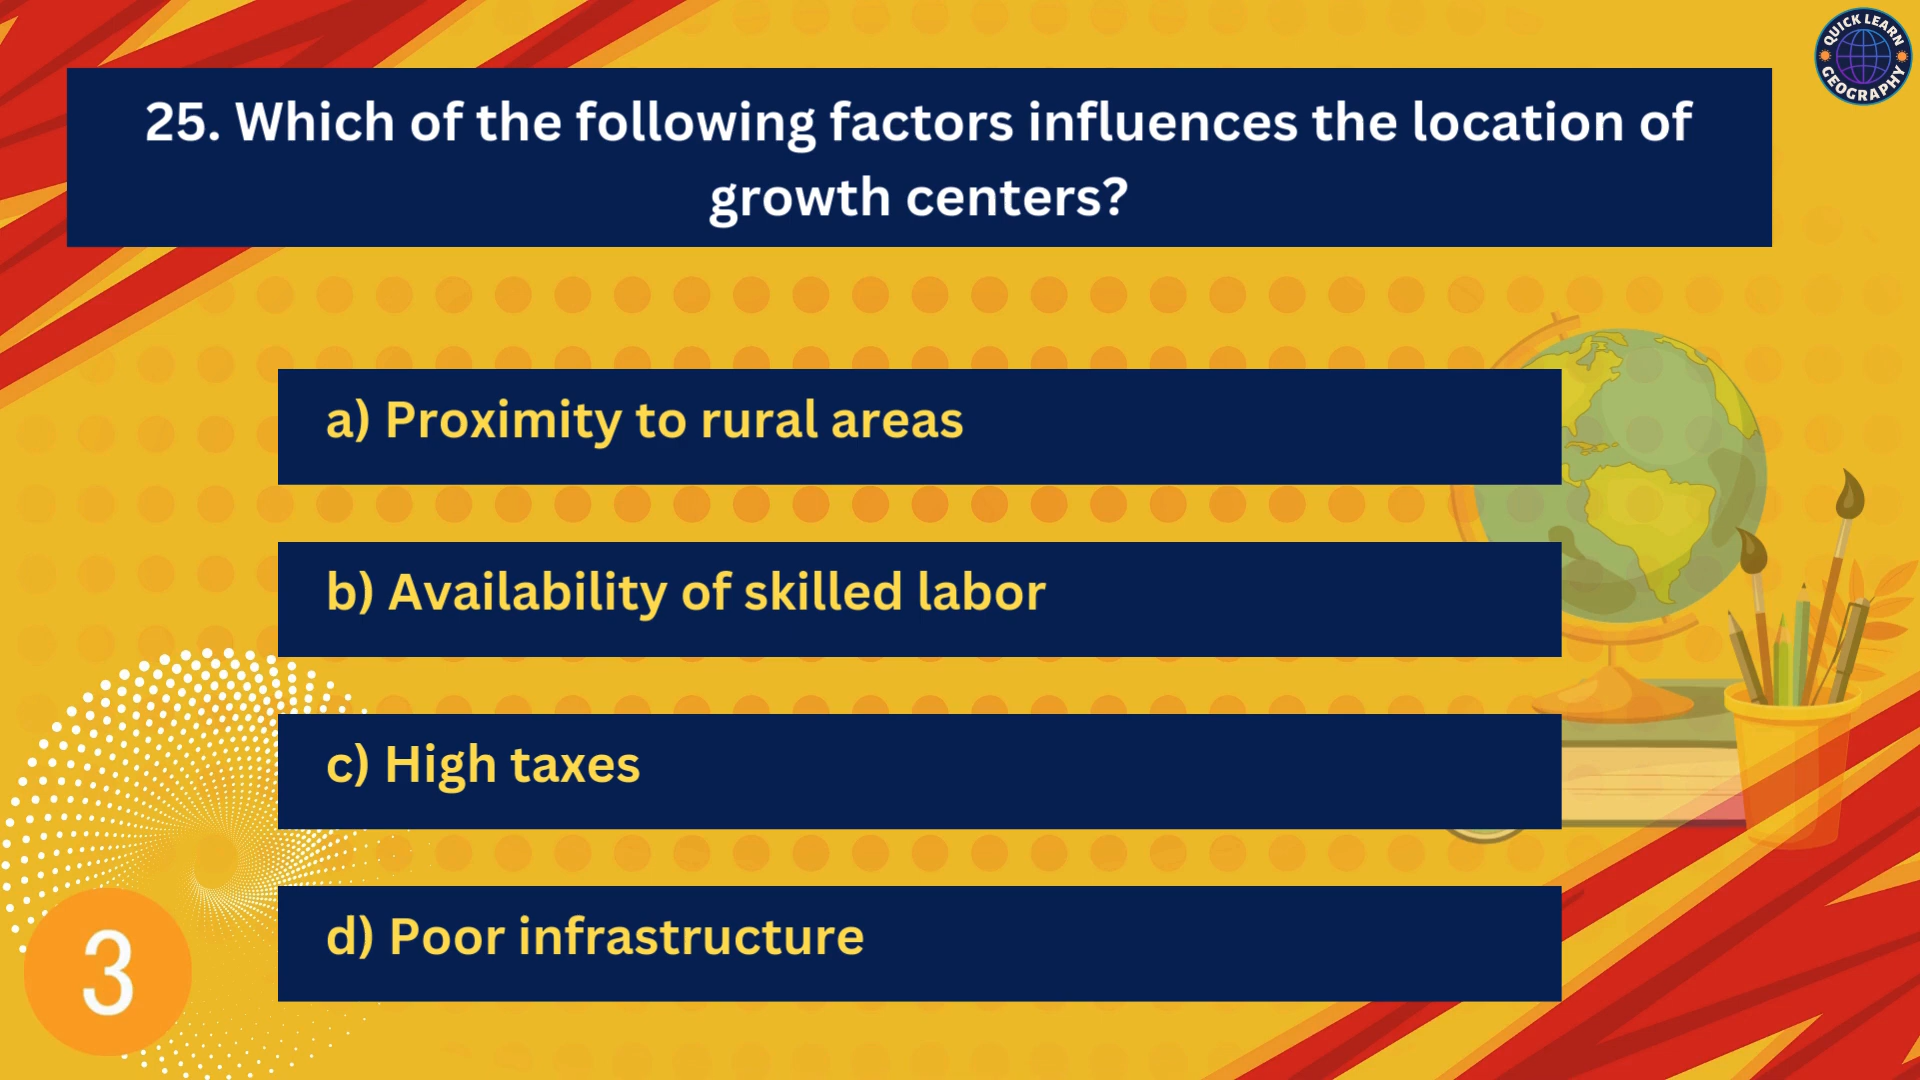 QUICK LEARN
GEOGRAPHY
25. Which of the following factors influences the location of
growth centers?
a) Proximity to rural areas
b) Availability of skilled labor
c) High taxes
d) Poor infrastructure
3